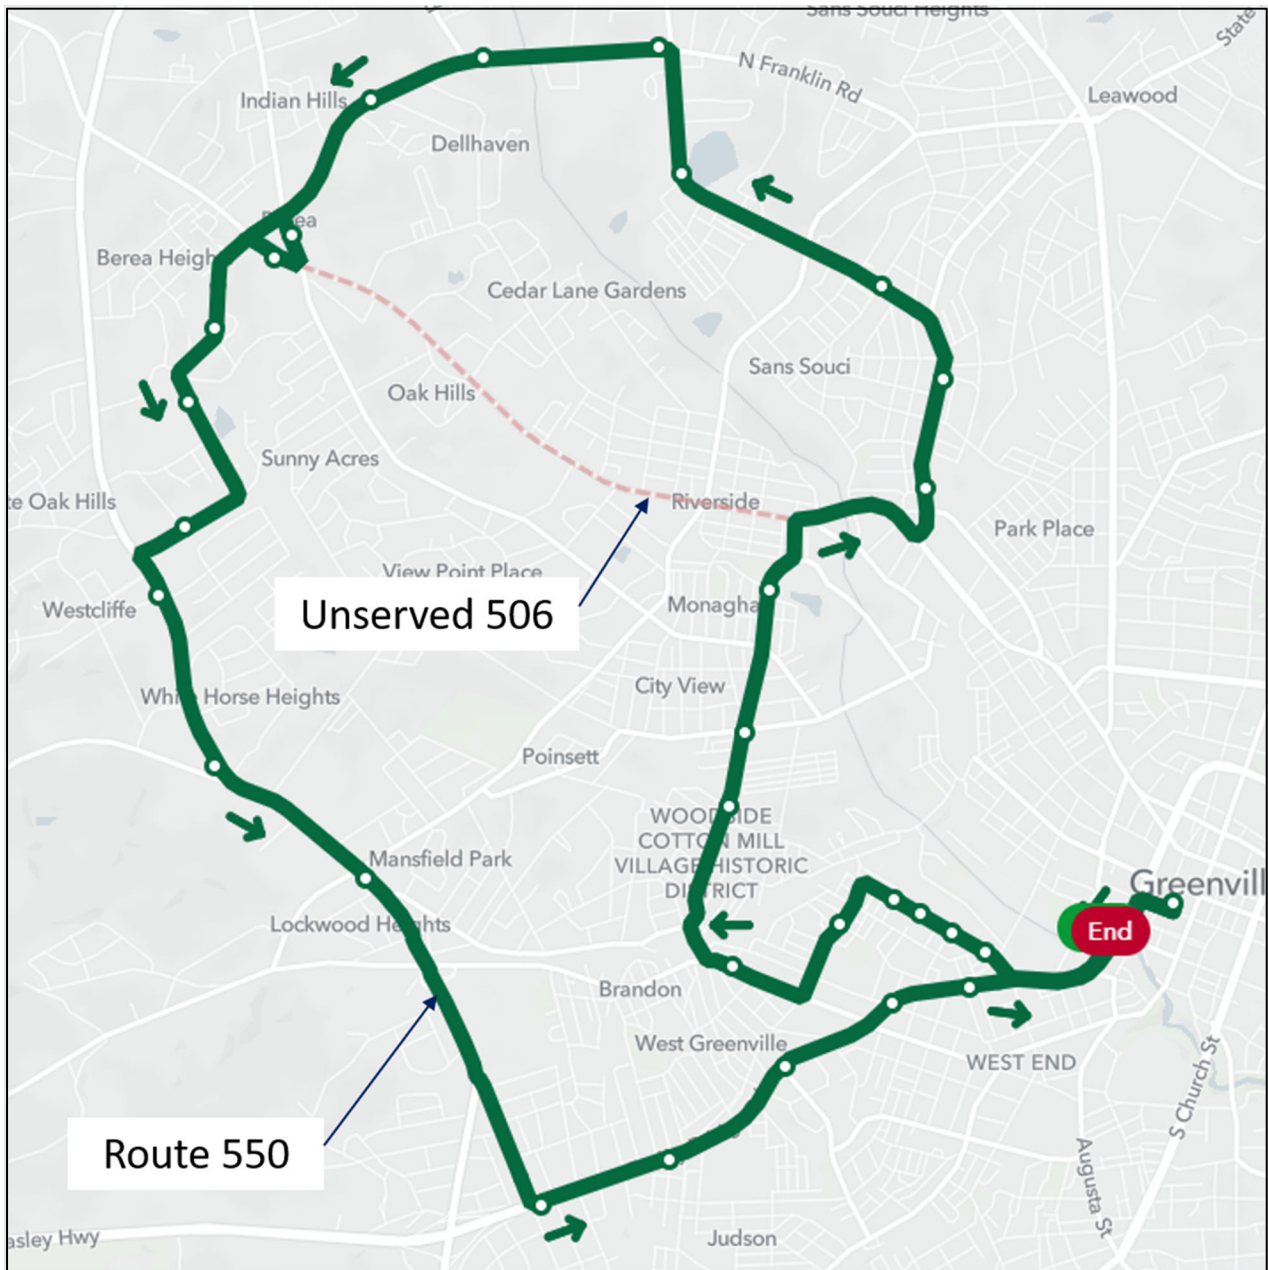 Sans Souci Heights
State
N Franklin Rd
Leawood
Indian Hills
Dellhaven
Berea Heigh
Cedar Lane Gardens
Sans Souci
Oak Hills
Sunny Acres
te Oak Hills
Riverside
Park Place
View Point Place
Unserved 506
Monagha
Westcliffe
City View
Whi Horse Heights
Poinsett
WOODSIDE
COTTON MILL
VILLAGE HISTORIC
DISTRICT
Mansfield Park
Greenvill
Lockwood Heights
End
Brandon
West Greenville
WEST END
S Church St
Route 550
Augusta St
asley Hwy
Judson